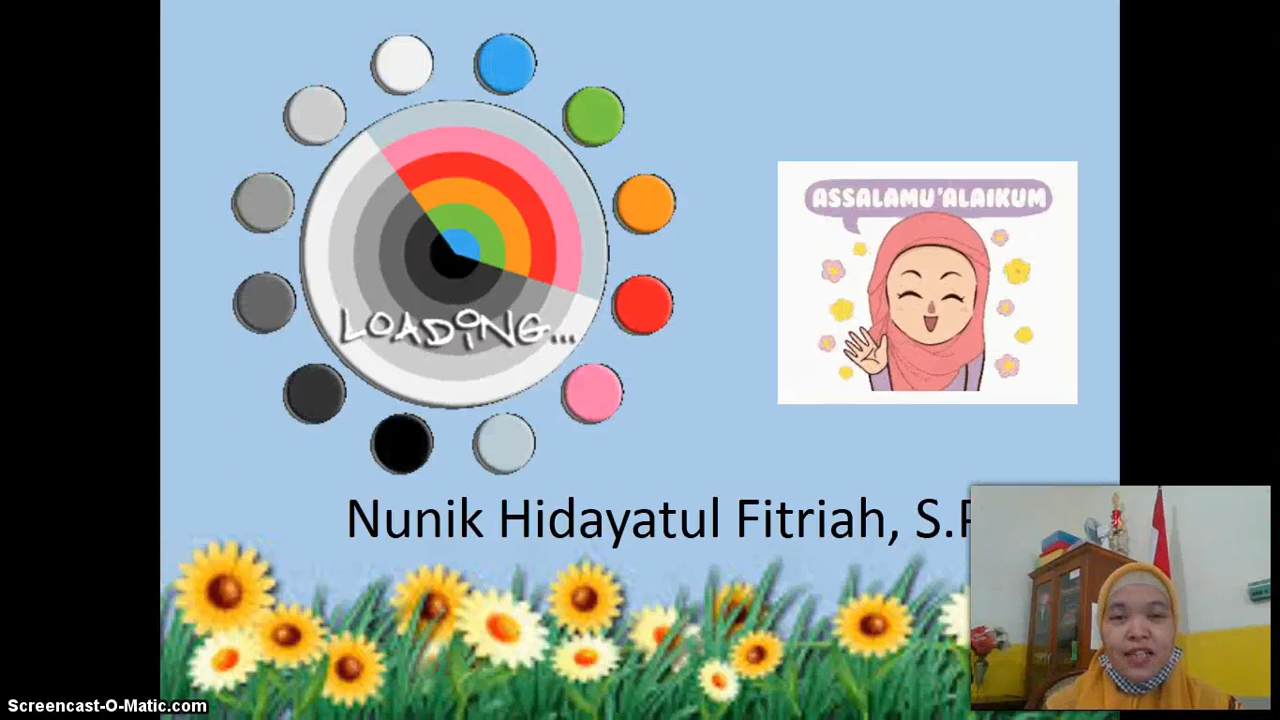 ASSALAMU'ALAIKUM
LOADING...
Nunik Hidayatul Fitriah,
Screencast-O-Matic.com